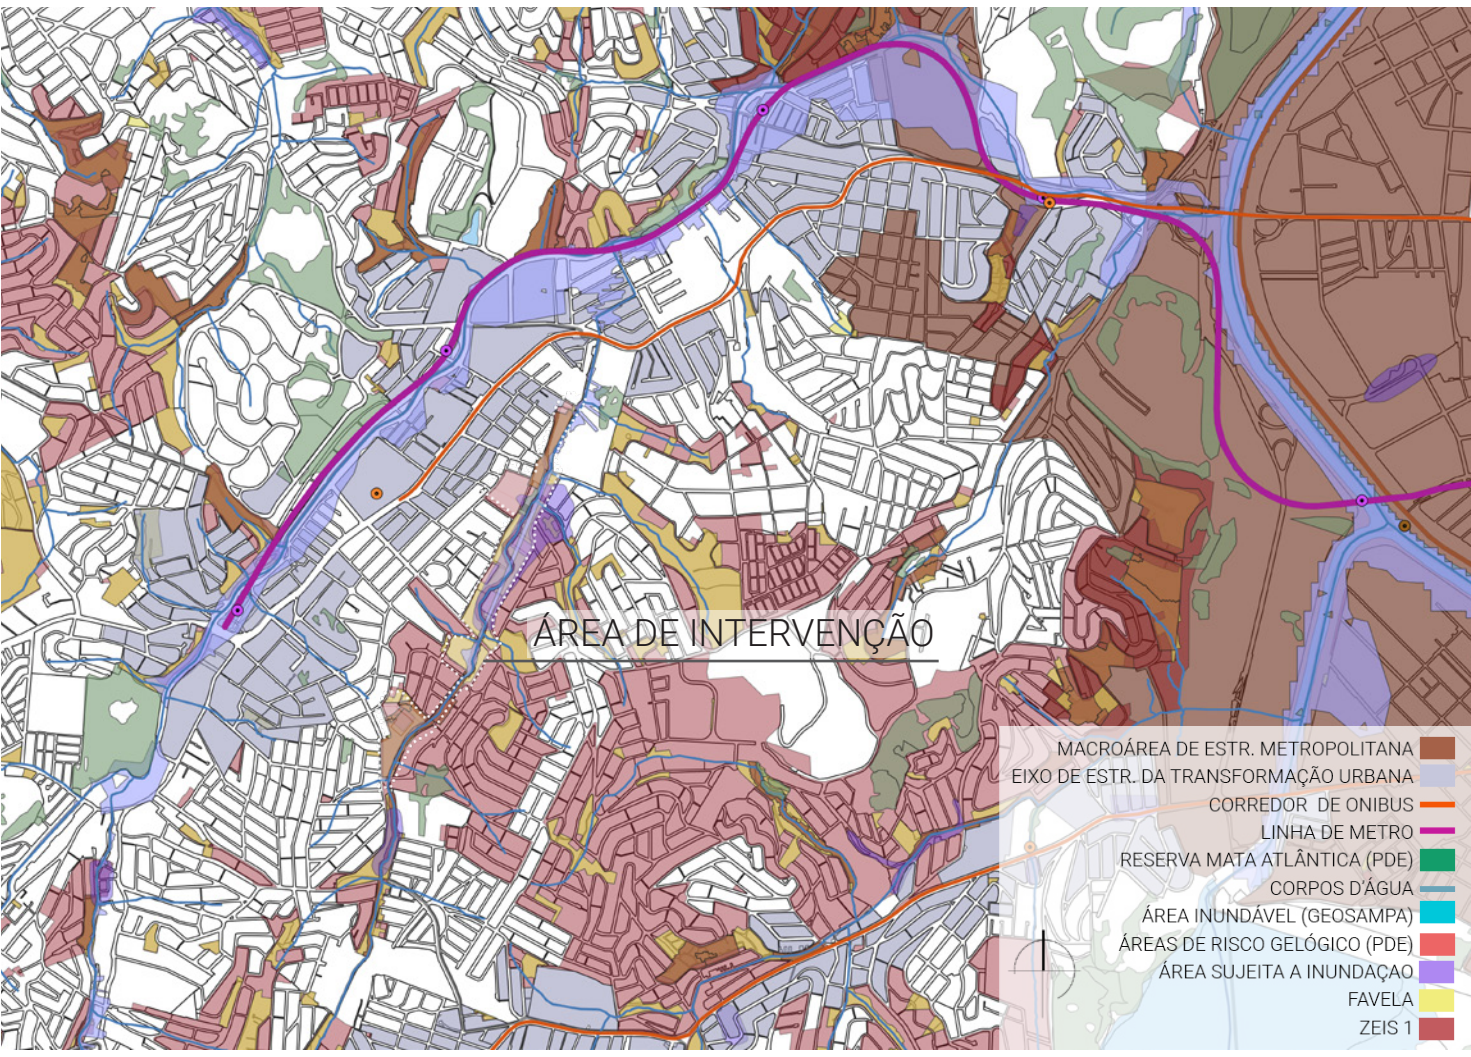 ÁREA DE INTERVENÇÃO
MACROÁREA DE ESTR. METROPOLITANA
EIXO DE ESTR. DA TRANSFORMAÇÃO URBANA
CORREDOR DE ONIBUS
LINHA DE METRO
RESERVA MATA ATLÂNTICA (PDE)
CORPOS D'ÁGUA
ÁREA INUNDÁVEL (GEOSAMPA)
ÁREAS DE RISCO GELÓGICO (PDE)
ÁREA SUJEITA A INUNDAÇAO
FAVELA
ZEIS 1